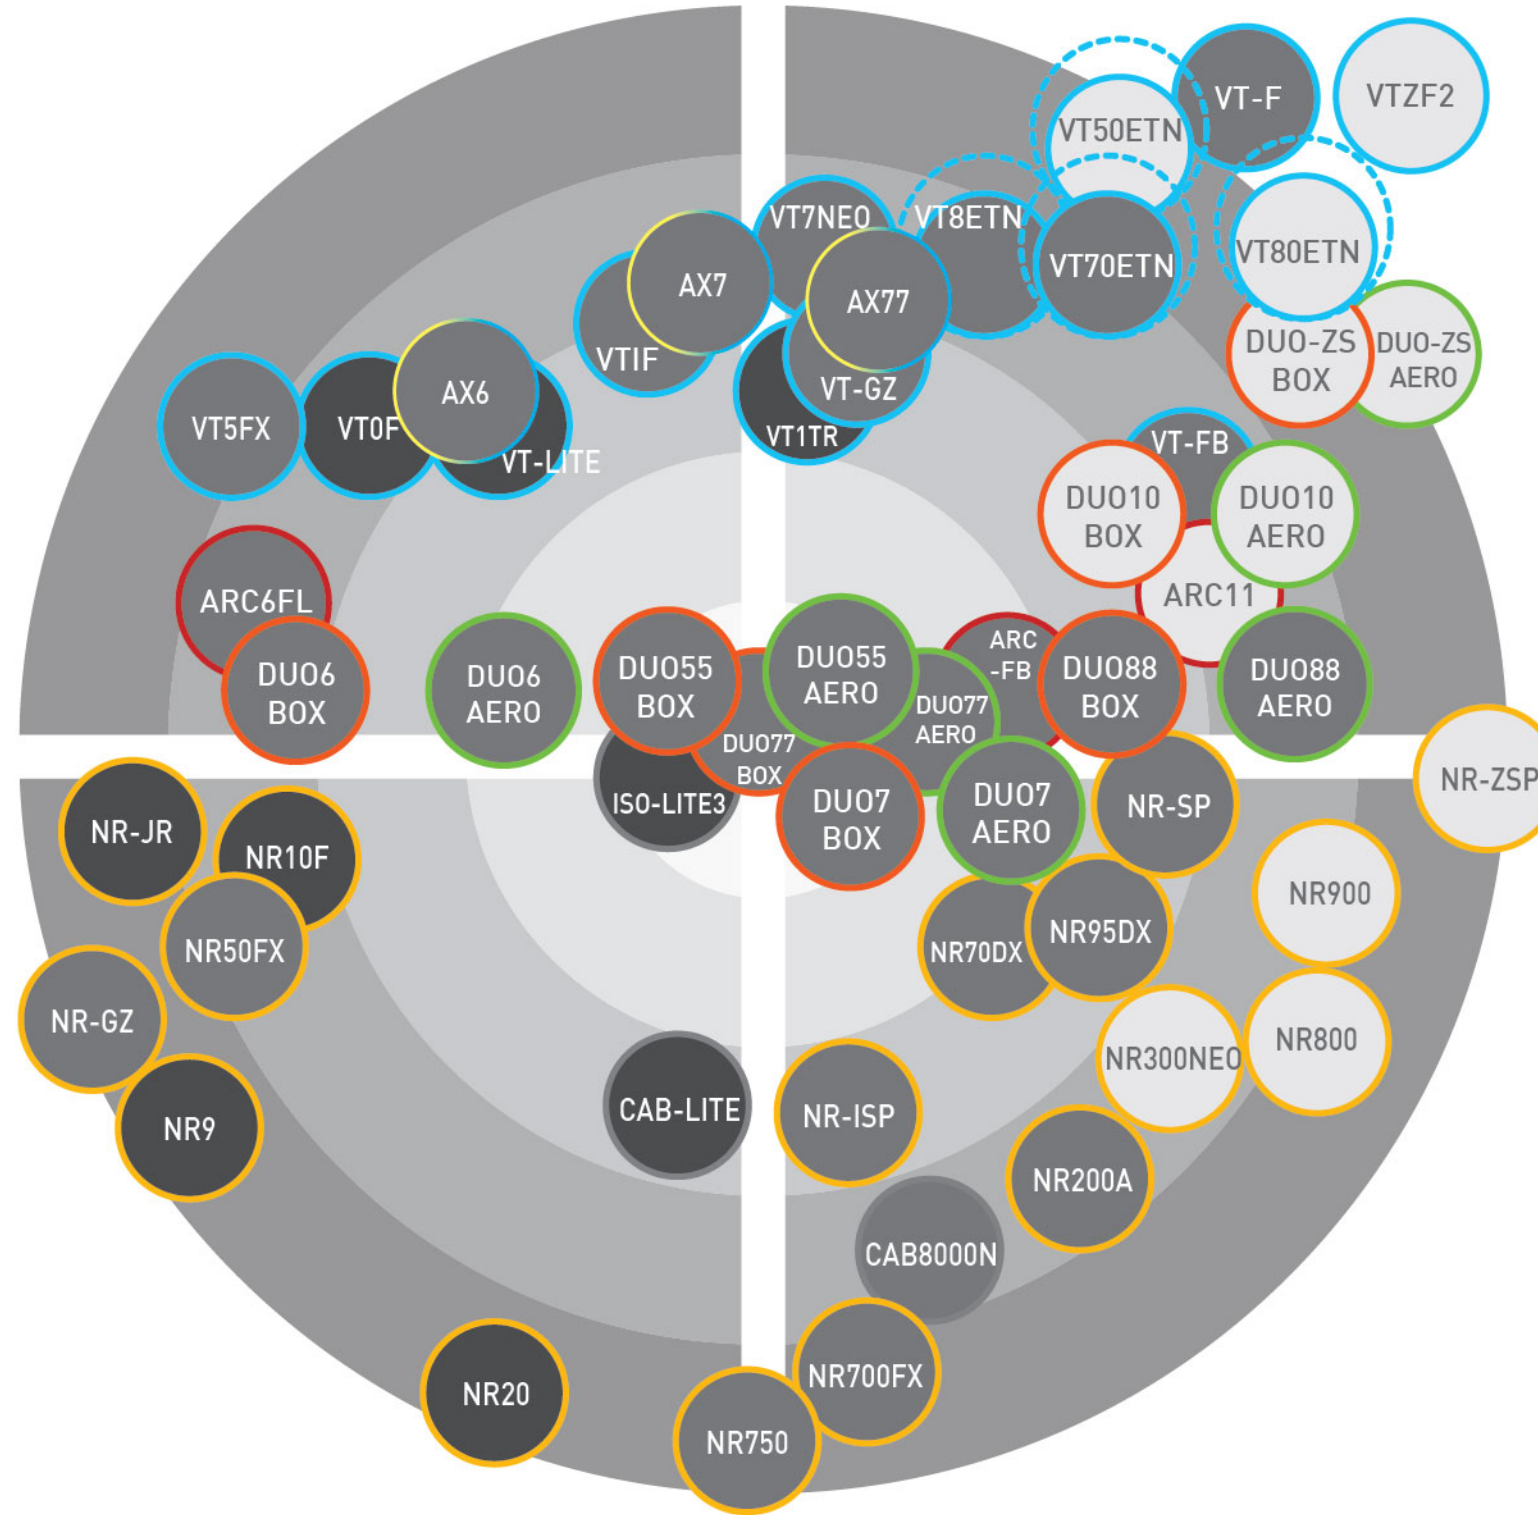 VT-F
VTZF2
VT50ETN
VT7NEO
VT8ETN
VT70ETN
VT80ETN
AX7
AX77
VTIF
VT-GZ
VT1TR
DUO-ZS
BOX
DUO-ZS
AERO
VT5FX
VT0F
AX6
VT-LITE
VT-FB
DUO10
BOX
DUO10
AERO
ARC6FL
ARC11
DUO6
BOX
DUO6
AERO
DUO55
BOX
DUO55
AERO
ARC
-FB
DUO88
BOX
DUO88
AERO
DUO77
BOX
DUO77
AERO
ISO-LITE3
DUO7
BOX
DUO7
AERO
NR-SP
NR-ZSP
NR-JR
NR10F
NR50FX
NR70DX
NR95DX
NR900
NR-GZ
NR9
NR300NEO
NR800
CAB-LITE
NR-ISP
NR200A
CAB8000N
NR20
NR750
NR700FX